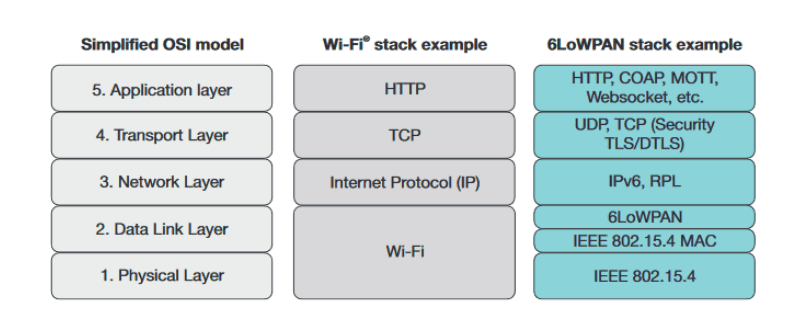 Simplified OSI model
Wi-Fi® stack example
6LoWPAN stack example
5. Application layer
HTTP
HTTP, COAP, MOTT,
Websocket, etc.
4. Transport Layer
TCP
UDP, TCP (Security
TLS/DTLS)
3. Network Layer
Internet Protocol (IP)
IPv6, RPL
2. Data Link Layer
Wi-Fi
6LoWPAN
IEEE 802.15.4 MAC
1. Physical Layer
IEEE 802.15.4